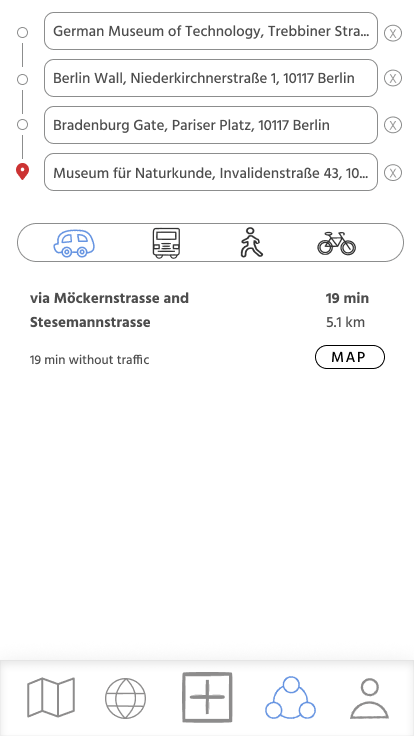 German Museum of Technology, Trebbiner Stra...
X
Berlin Wall, Niederkirchnerstraße 1, 10117 Berlin
X
Bradenburg Gate, Pariser Platz, 10117 Berlin
X
Museum für Naturkunde, Invalidenstraße 43, 10...
X
via Möckernstrasse and 19 min
Stesemannstrasse 5.1 km
19 min without traffic MAP